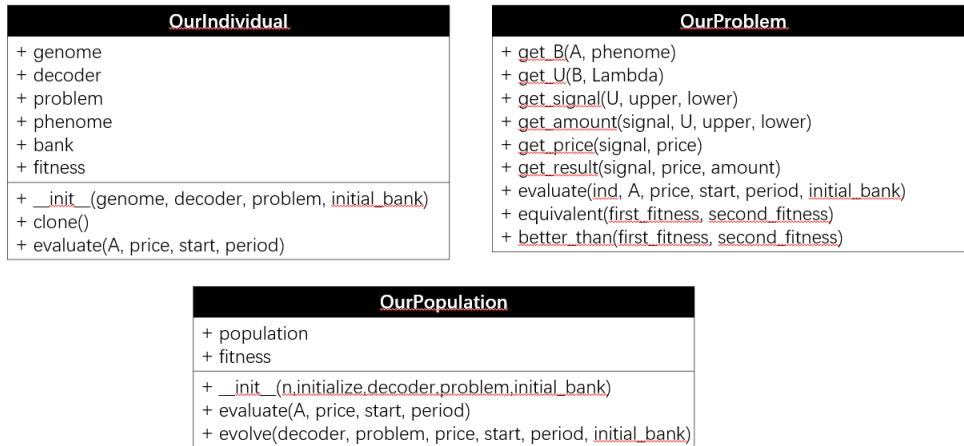 OurIndividual
+ genome
+ decoder
+ problem
+ phenome
+ bank
+ fitness
+ __init__(genome, decoder, problem, initial_bank)
+ clone()
+ evaluate(A, price, start, period)
OurProblem
+ get_B(A, phenome)
+ get_U(B, Lambda)
+ get_signal(U, upper, lower)
+ get_amount(signal, U, upper, lower)
+ get_price(signal, price)
+ get_result(signal, price, amount)
+ evaluate(ind, A, price, start, period, initial_bank)
+ equivalent(first_fitness, second_fitness)
+ better_than(first_fitness, second_fitness)
OurPopulation
+ population
+ fitness
+ __init__(n,initialize,decoder,problem,initial_bank)
+ evaluate(A, price, start, period)
+ evolve(decoder, problem, price, start, period, initial_bank)